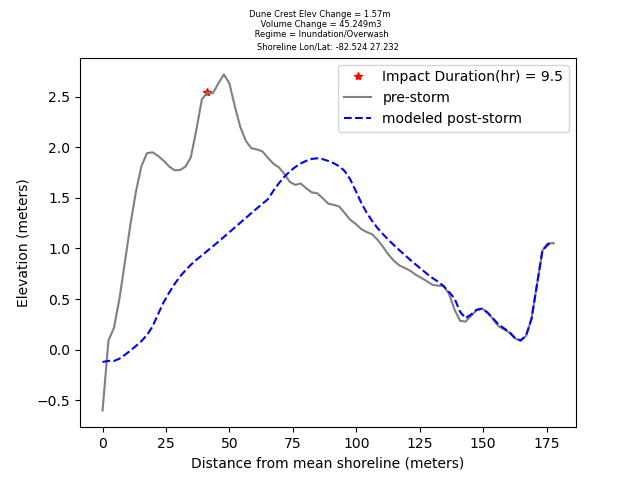 Dune Crest Elev Change = 1.57m
Volume Change = 45.249m3
Regime = Inundation/Overwash
Shoreline Lon/Lat: -82.524 27.232
Impact Duration(hr) = 9.5
pre-storm
modeled post-storm
Elevation (meters)
2.5
2.0
1.5
1.0
0.5
0.0
−0.5
0 25 50 75 100 125 150 175
Distance from mean shoreline (meters)